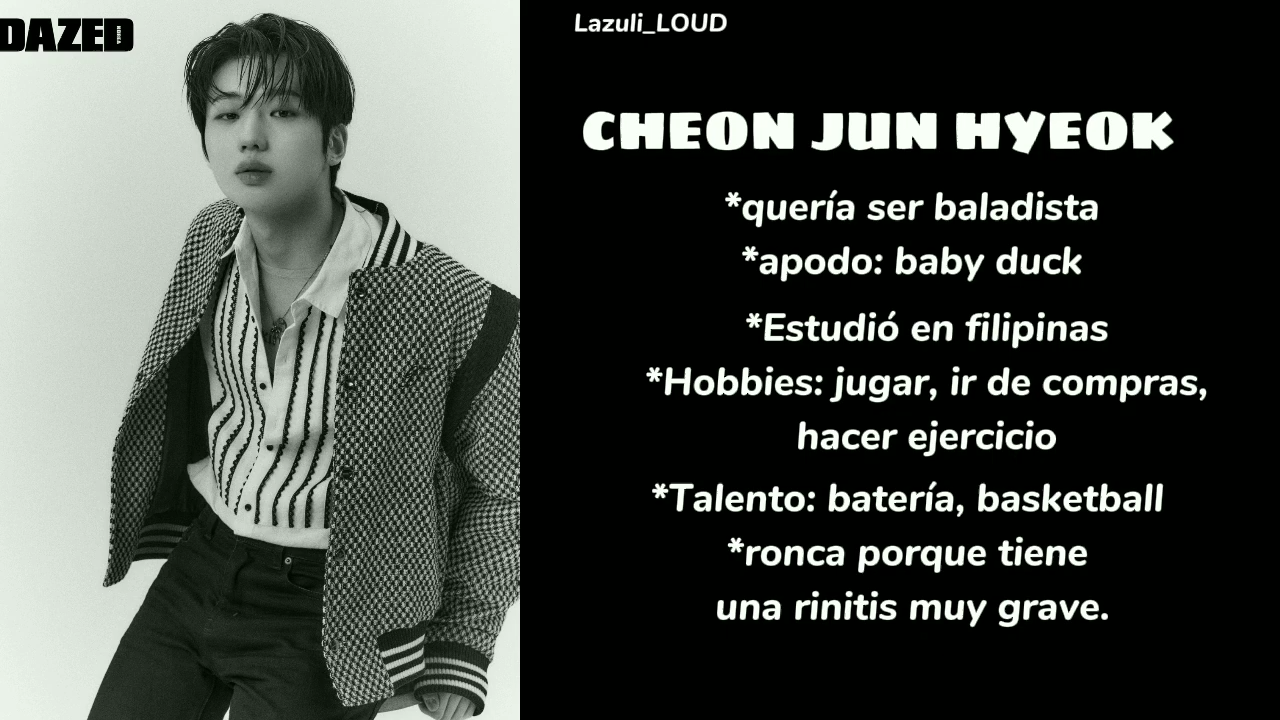 DAZED
KOREA
Lazuli_LOUD
CHEON JUN HYEOK
*quería ser baladista
*apodo: baby duck
*Estudió en filipinas
*Hobbies: jugar, ir de compras,
hacer ejercicio
*Talento: batería, basketball
*ronca porque tiene
una rinitis muy grave.